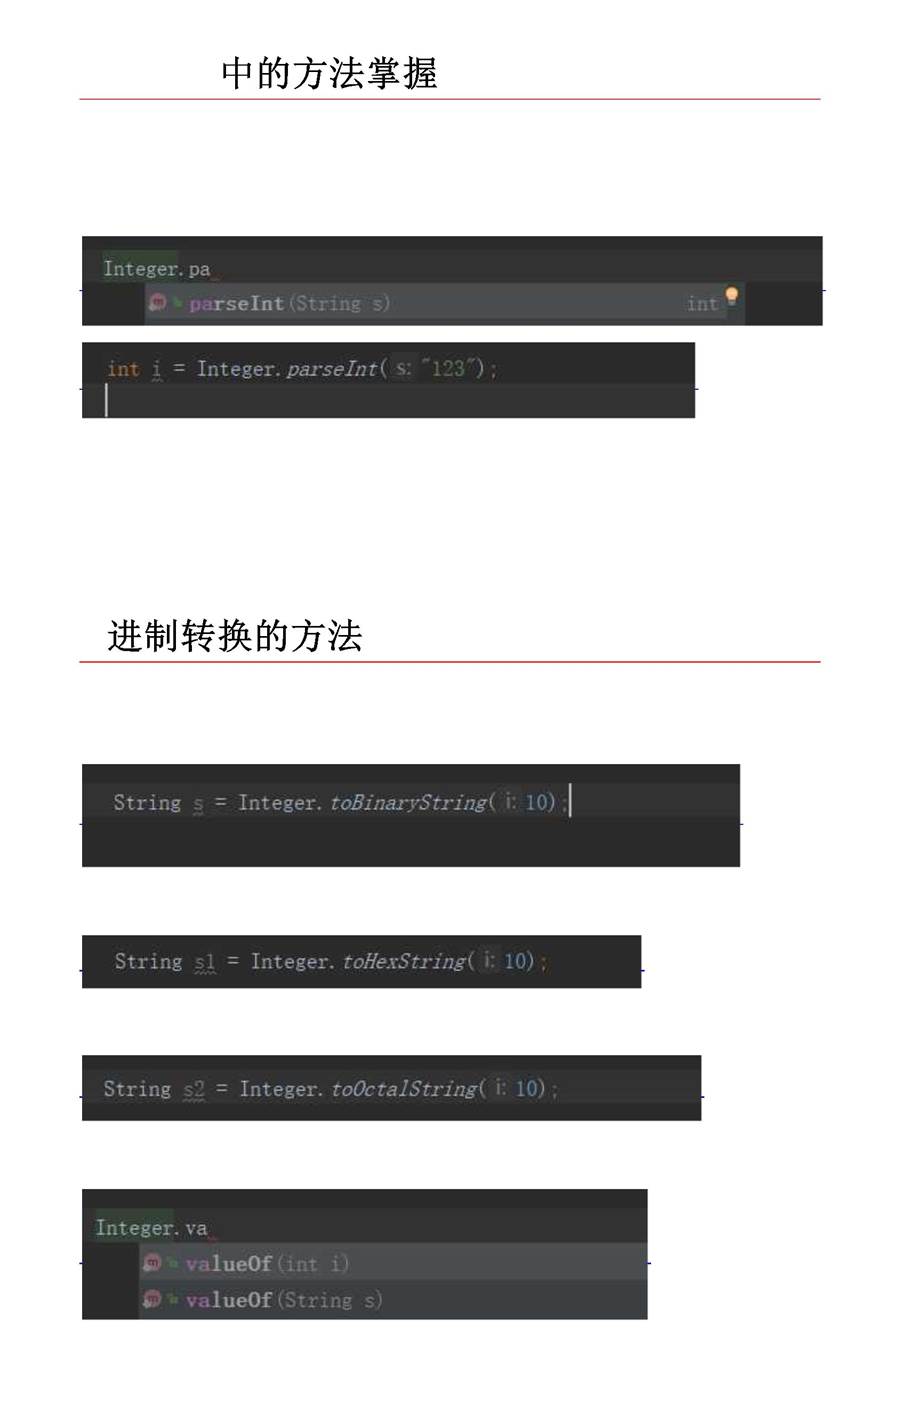 中的方法掌握
Integer.pa
parseInt(String s) int
int i = Integer.parseInt( s: "123");
进制转换的方法
String s = Integer.toBinaryString( i: 10);
String s1 = Integer.toHexString( i: 10);
String s2 = Integer.toOctalString( i: 10);
Integer.va
valueOf(int i)
valueOf(String s)